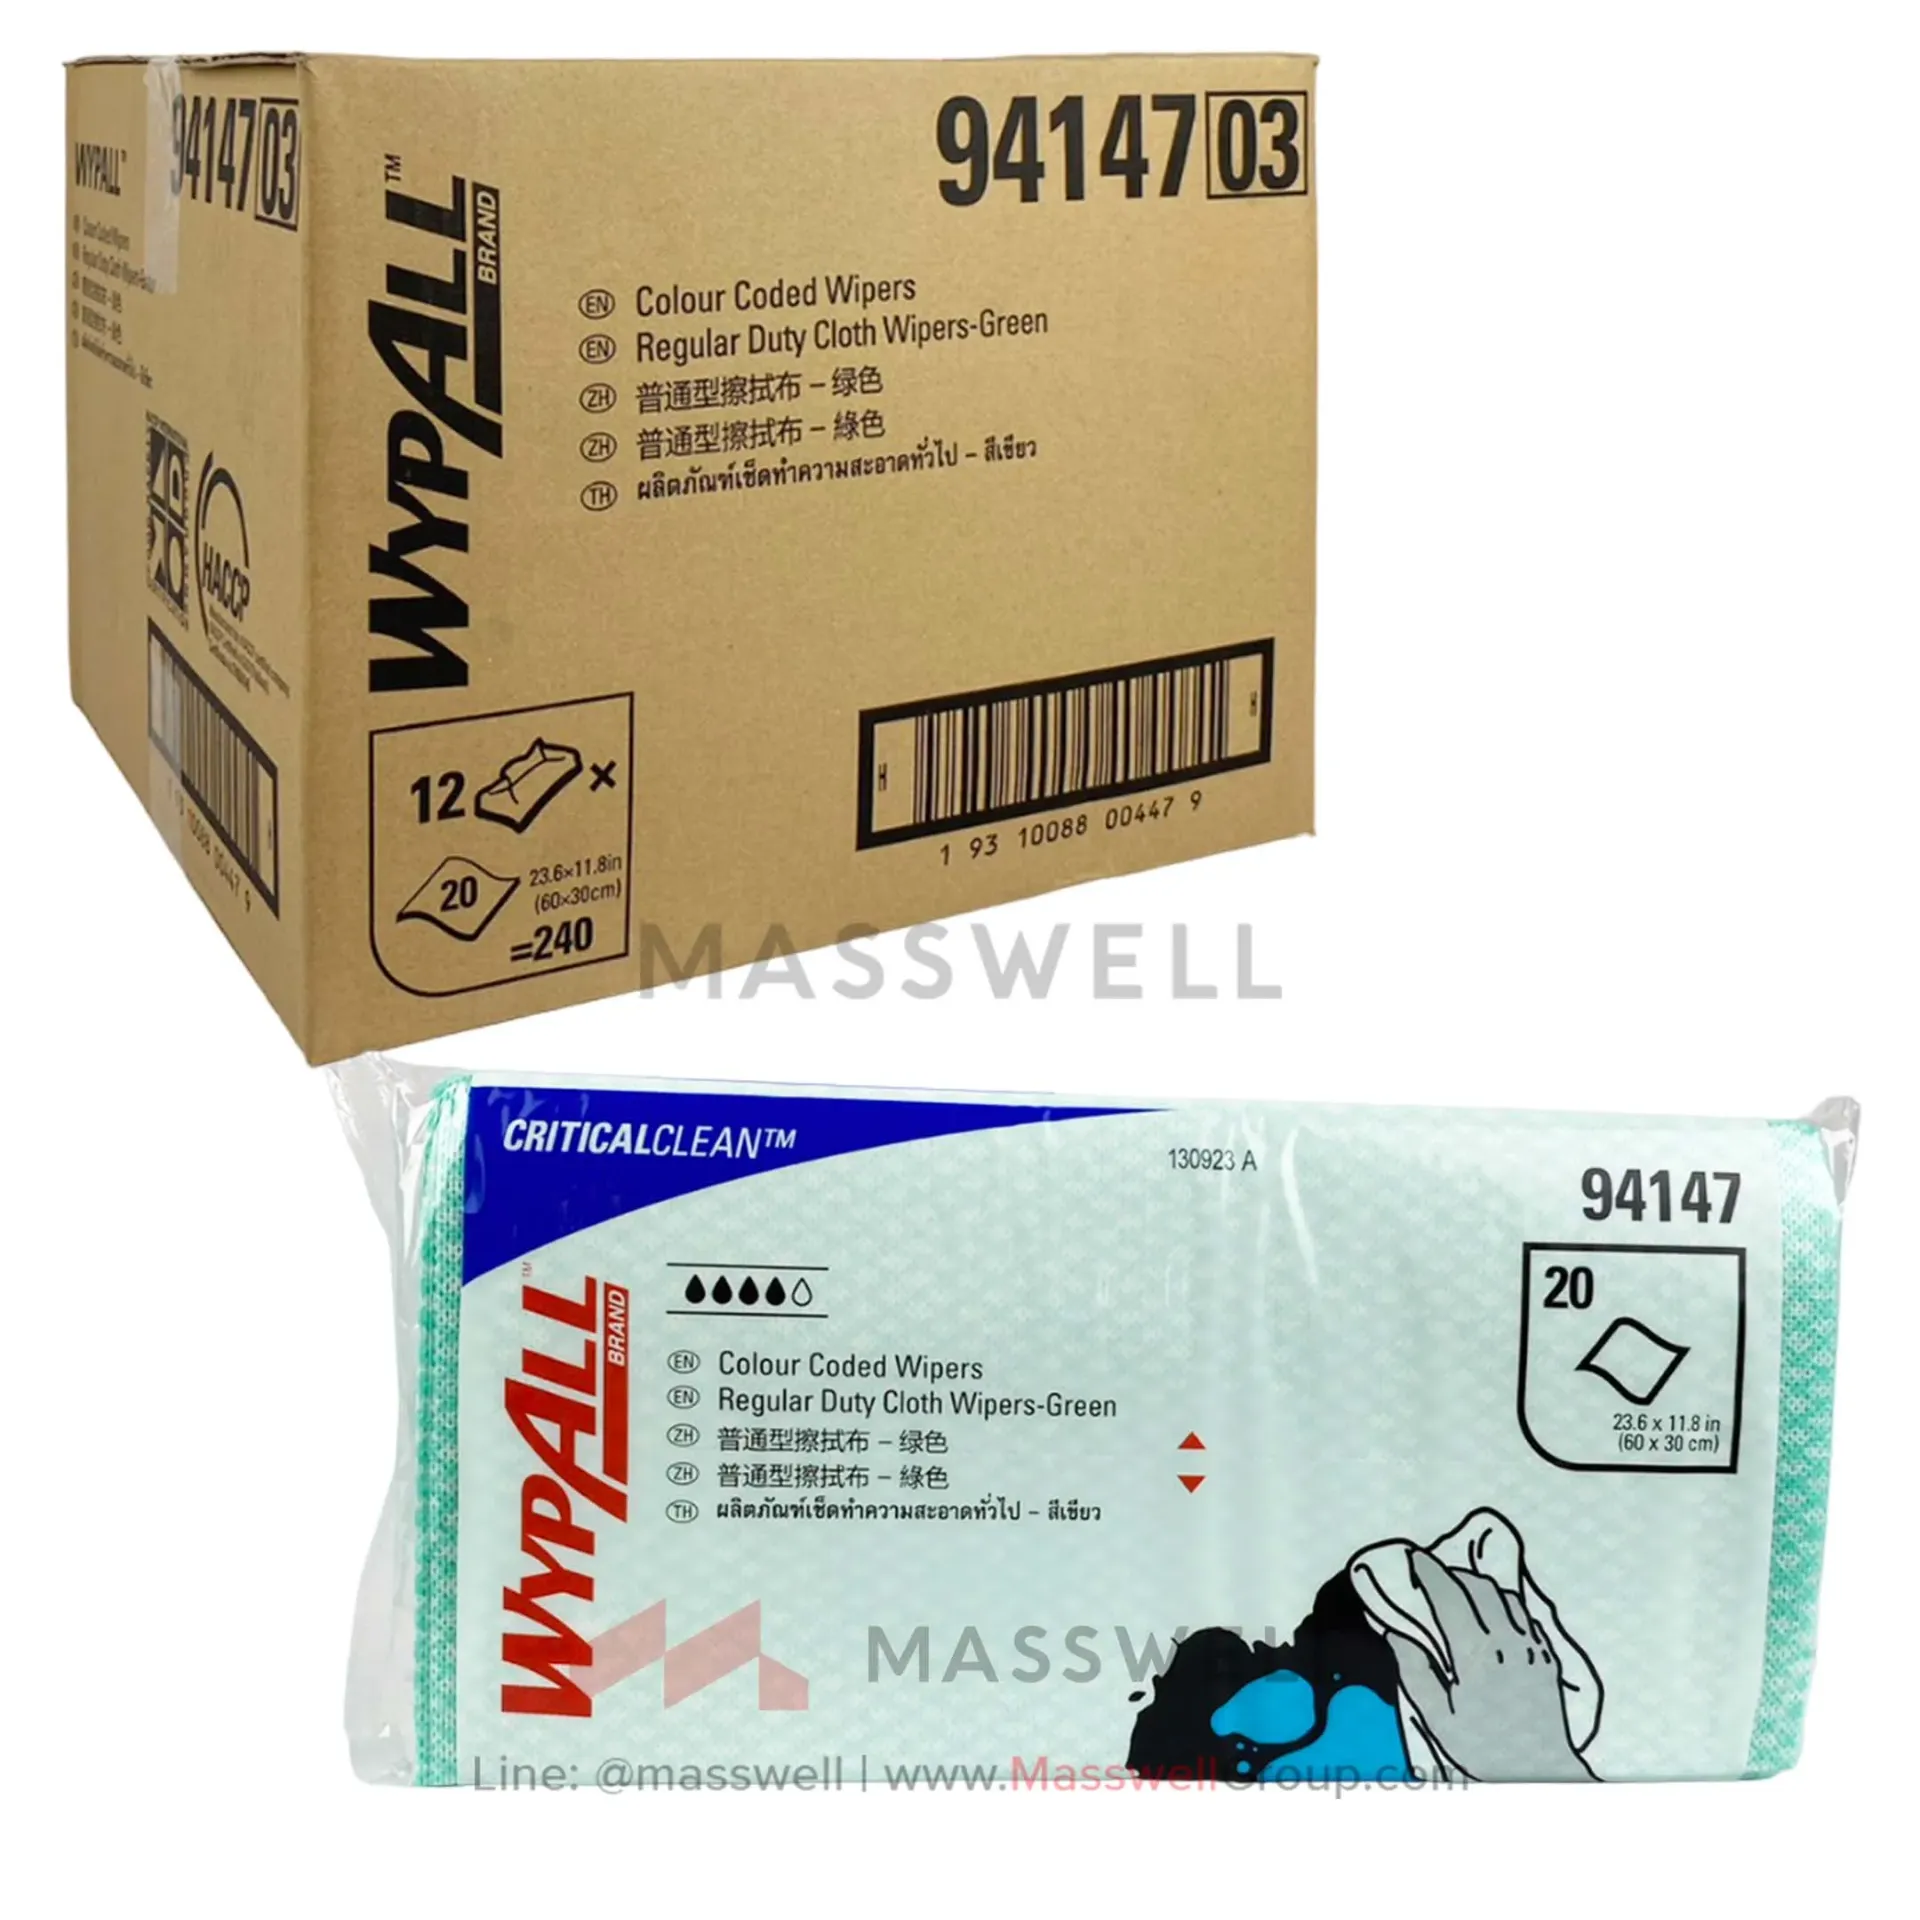 94147 03
WYPALL™
94147 03
WYPALL™ BRAND
EN Colour Coded Wipers
EN Regular Duty Cloth Wipers-Green
ZH 普通型擦拭布 – 绿色
ZH 普通型擦拭布 – 綠色
TH ผลิตภัณฑ์เช็ดทำความสะอาดทั่วไป – สีเขียว
HACCP
12 ×
20 23.6×11.8in
(60×30cm)
=240
H H
1 93 10088 00447 9
MASSWELL
CRITICALCLEAN™
130923 A
94147
20
23.6 x 11.8 in
(60 x 30 cm)
WYPALL™ BRAND
EN Colour Coded Wipers
EN Regular Duty Cloth Wipers-Green
ZH 普通型擦拭布 – 绿色
ZH 普通型擦拭布 – 綠色
TH ผลิตภัณฑ์เช็ดทำความสะอาดทั่วไป – สีเขียว
MASSWELL
Line: @masswell | www.MasswellGroup.com